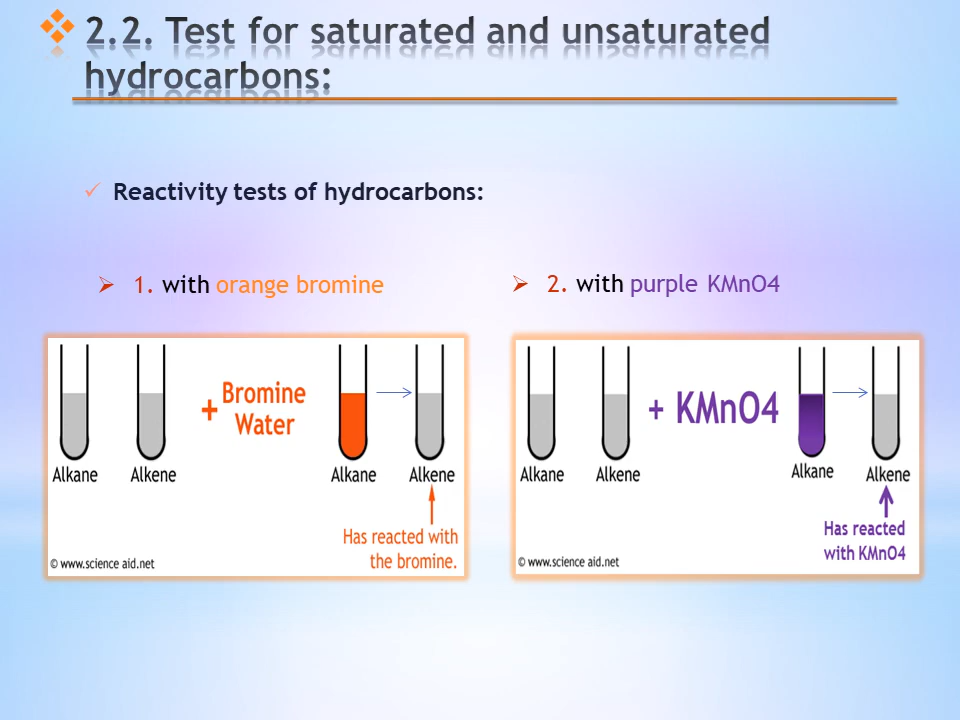 2.2. Test for saturated and unsaturated
hydrocarbons:
Reactivity tests of hydrocarbons:
1. with orange bromine
2. with purple KMnO4
+ Bromine
Water
Alkane
Alkene
Alkane
Alkene
Has reacted with
the bromine.
© www.science aid.net
+ KMnO4
Alkane
Alkene
Alkane
Alkene
Has reacted
with KMnO4
© www.science aid.net